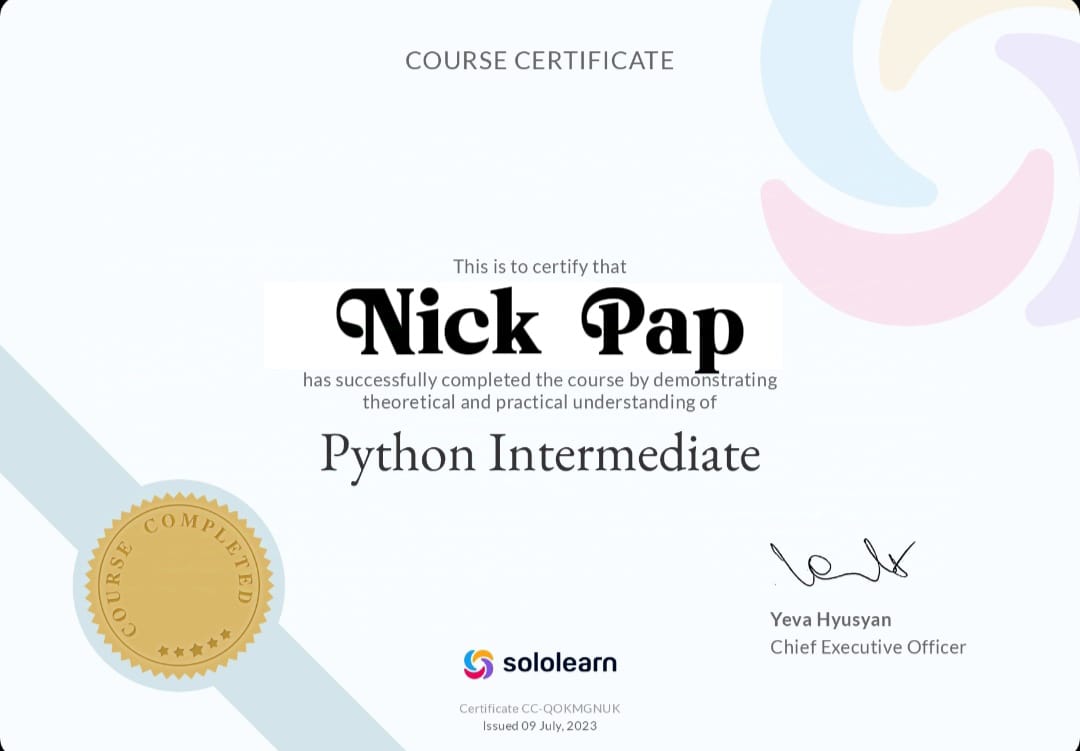 COURSE CERTIFICATE
This is to certify that
Nick Pap
has successfully completed the course by demonstrating
theoretical and practical understanding of
Python Intermediate
COURSE COMPLETED
Yeva Hyusyan
Chief Executive Officer
sololearn
Certificate CC-QOKMGNUK
Issued 09 July, 2023